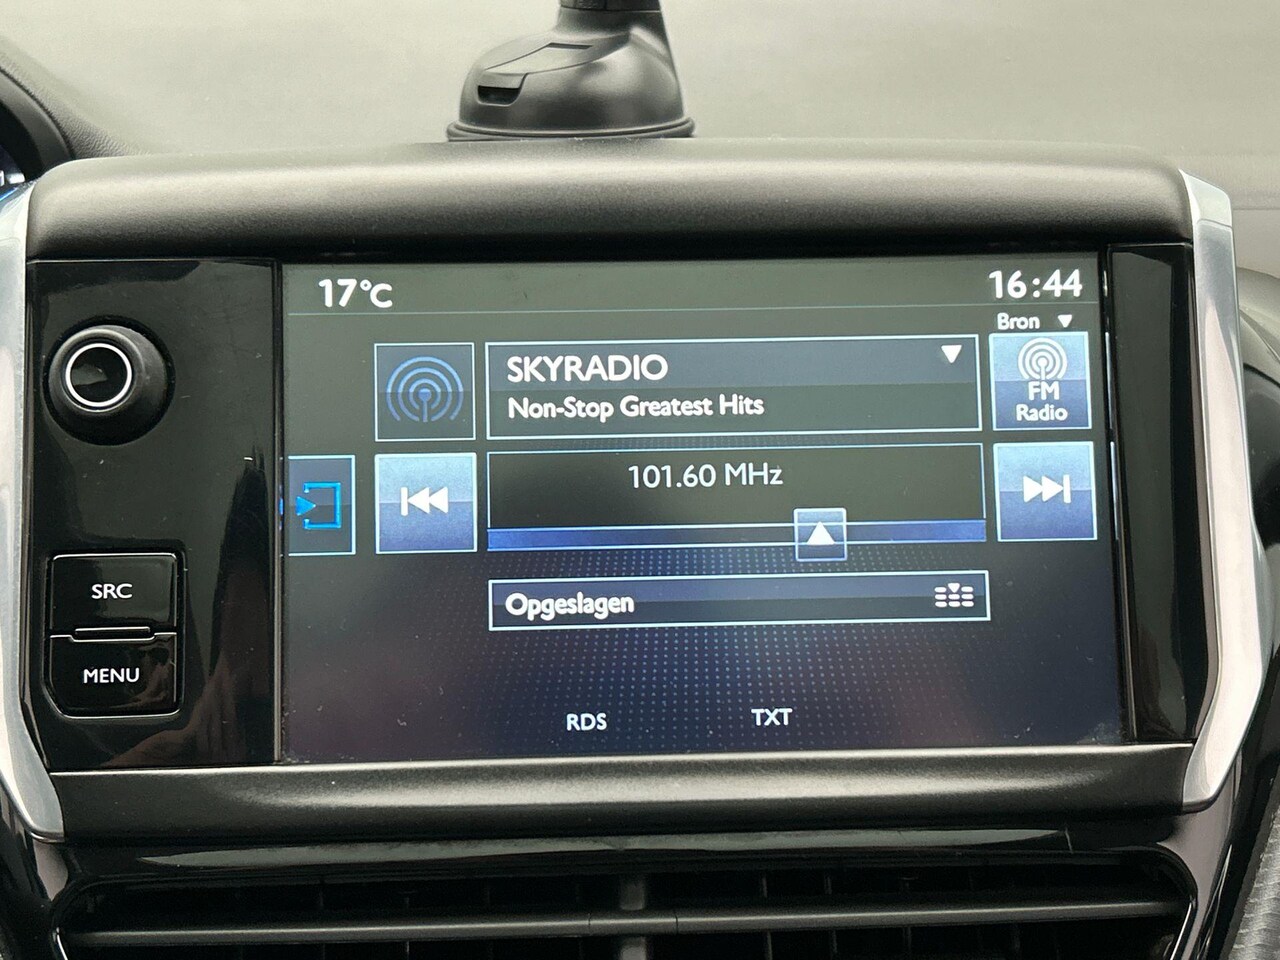 17°C
16:44
Bron
SKYRADIO
Non-Stop Greatest Hits
FM
Radio
101.60 MHz
SRC
Opgeslagen
MENU
RDS
TXT